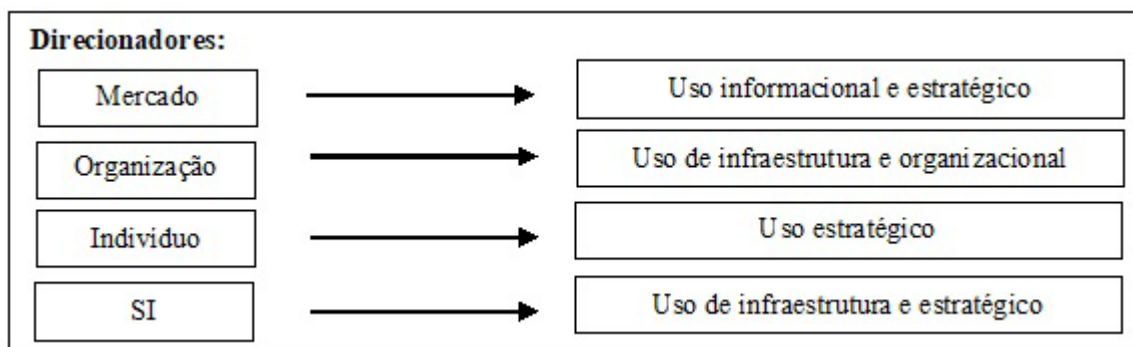 Direcionadores:
Mercado
Uso informacional e estratégico
Organização
Uso de infraestrutura e organizacional
Individuo
Uso estratégico
SI
Uso de infraestrutura e estratégico